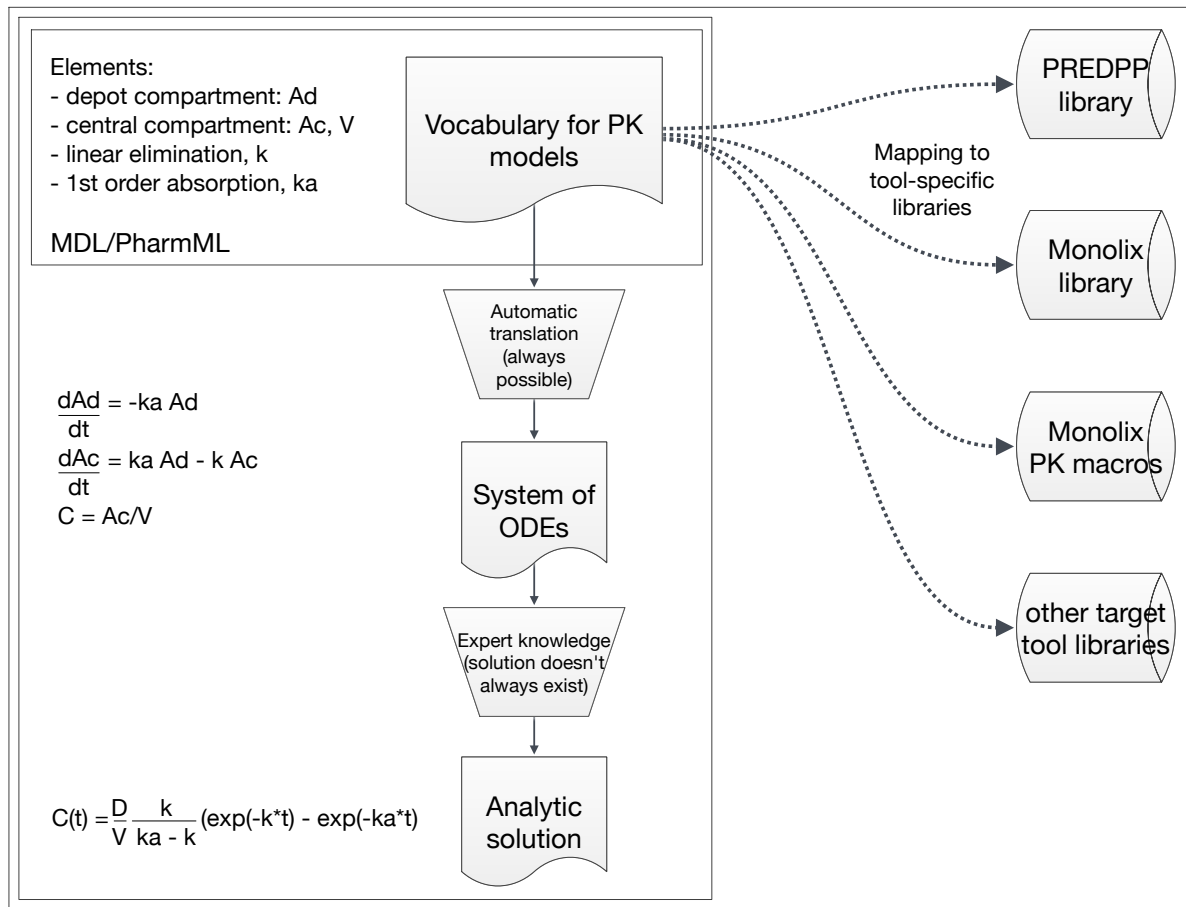 Elements:
- depot compartment: Ad
- central compartment: Ac, V
- linear elimination, k
- 1st order absorption, ka
MDL/PharmML
Vocabulary for PK
models
Mapping to
tool-specific
libraries
PREDPP
library
Monolix
library
Monolix
PK macros
other target
tool libraries
Automatic
translation
(always
possible)
dAd
dt
= -ka Ad
dAc
dt
= ka Ad - k Ac
C = Ac/V
System of
ODEs
Expert knowledge
(solution doesn't
always exist)
C(t) = D/V k/ka - k (exp(-k*t) - exp(-ka*t)
Analytic
solution